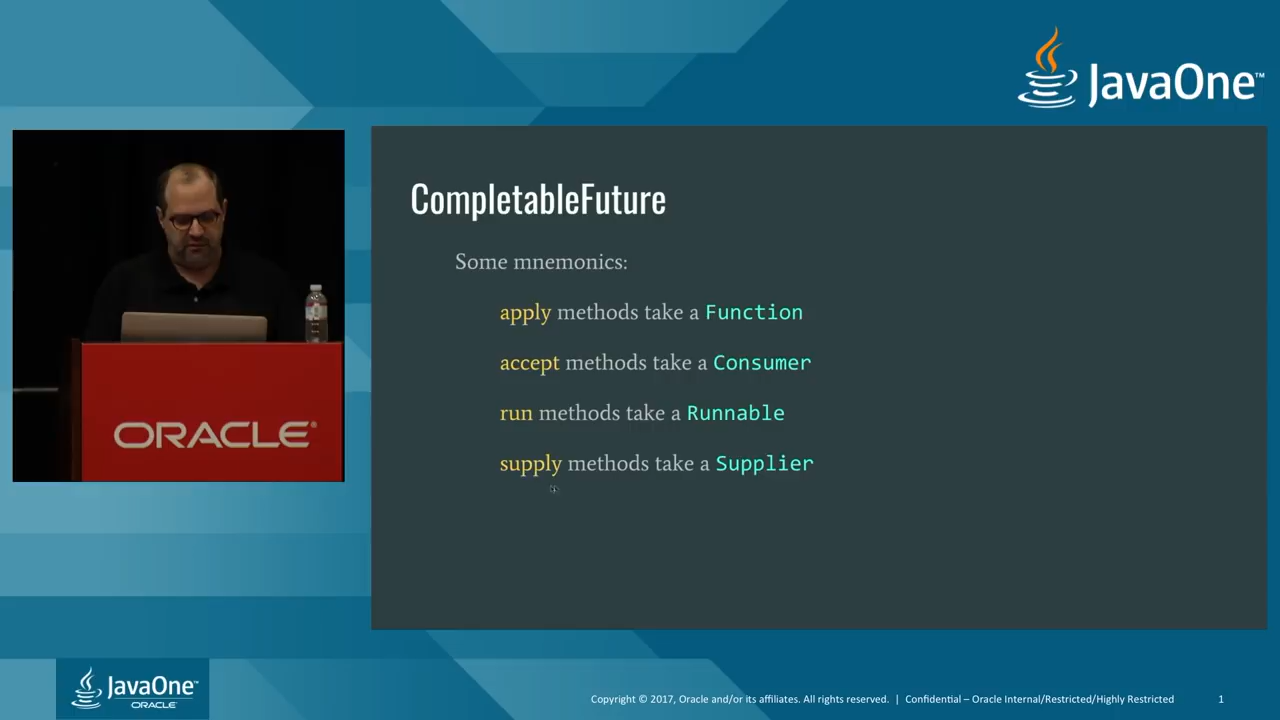 JavaOne™
CompletableFuture
Some mnemonics:
apply methods take a Function
accept methods take a Consumer
run methods take a Runnable
supply methods take a Supplier
ORACLE®
JavaOne™
ORACLE®
Copyright © 2017, Oracle and/or its affiliates. All rights reserved. | Confidential – Oracle Internal/Restricted/Highly Restricted 1